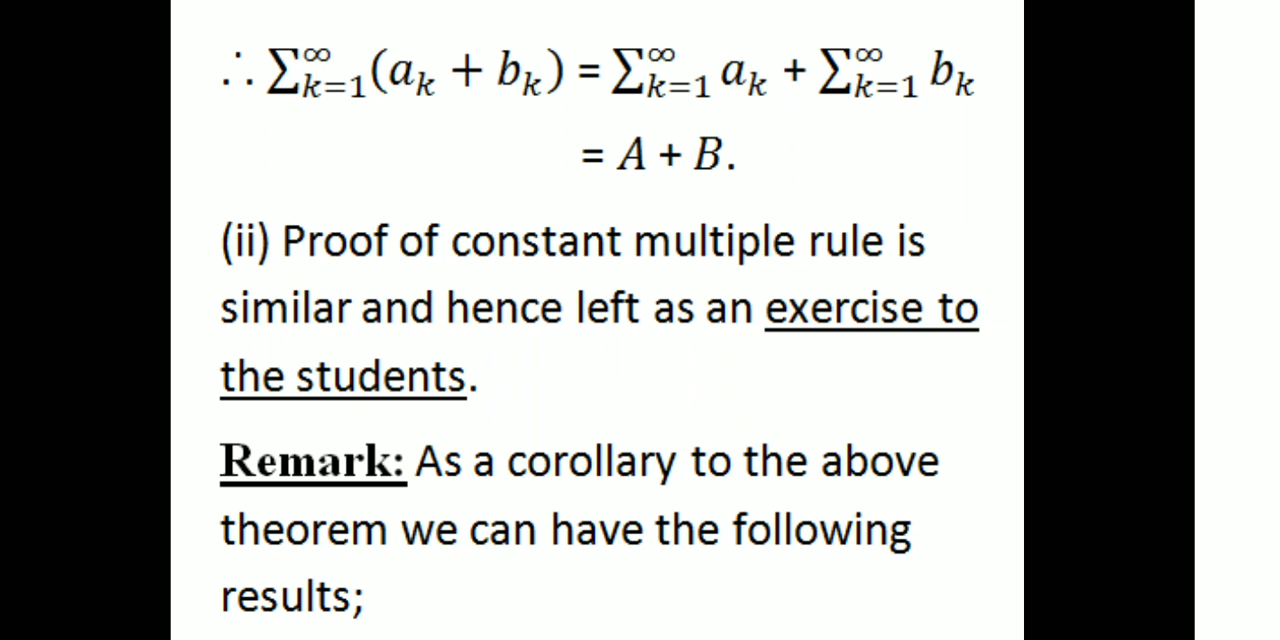 ∴ ∑_{k=1}^{∞}(a_k + b_k) = ∑_{k=1}^{∞} a_k + ∑_{k=1}^{∞} b_k
= A + B.
(ii) Proof of constant multiple rule is
similar and hence left as an exercise to
the students.
Remark: As a corollary to the above
theorem we can have the following
results;